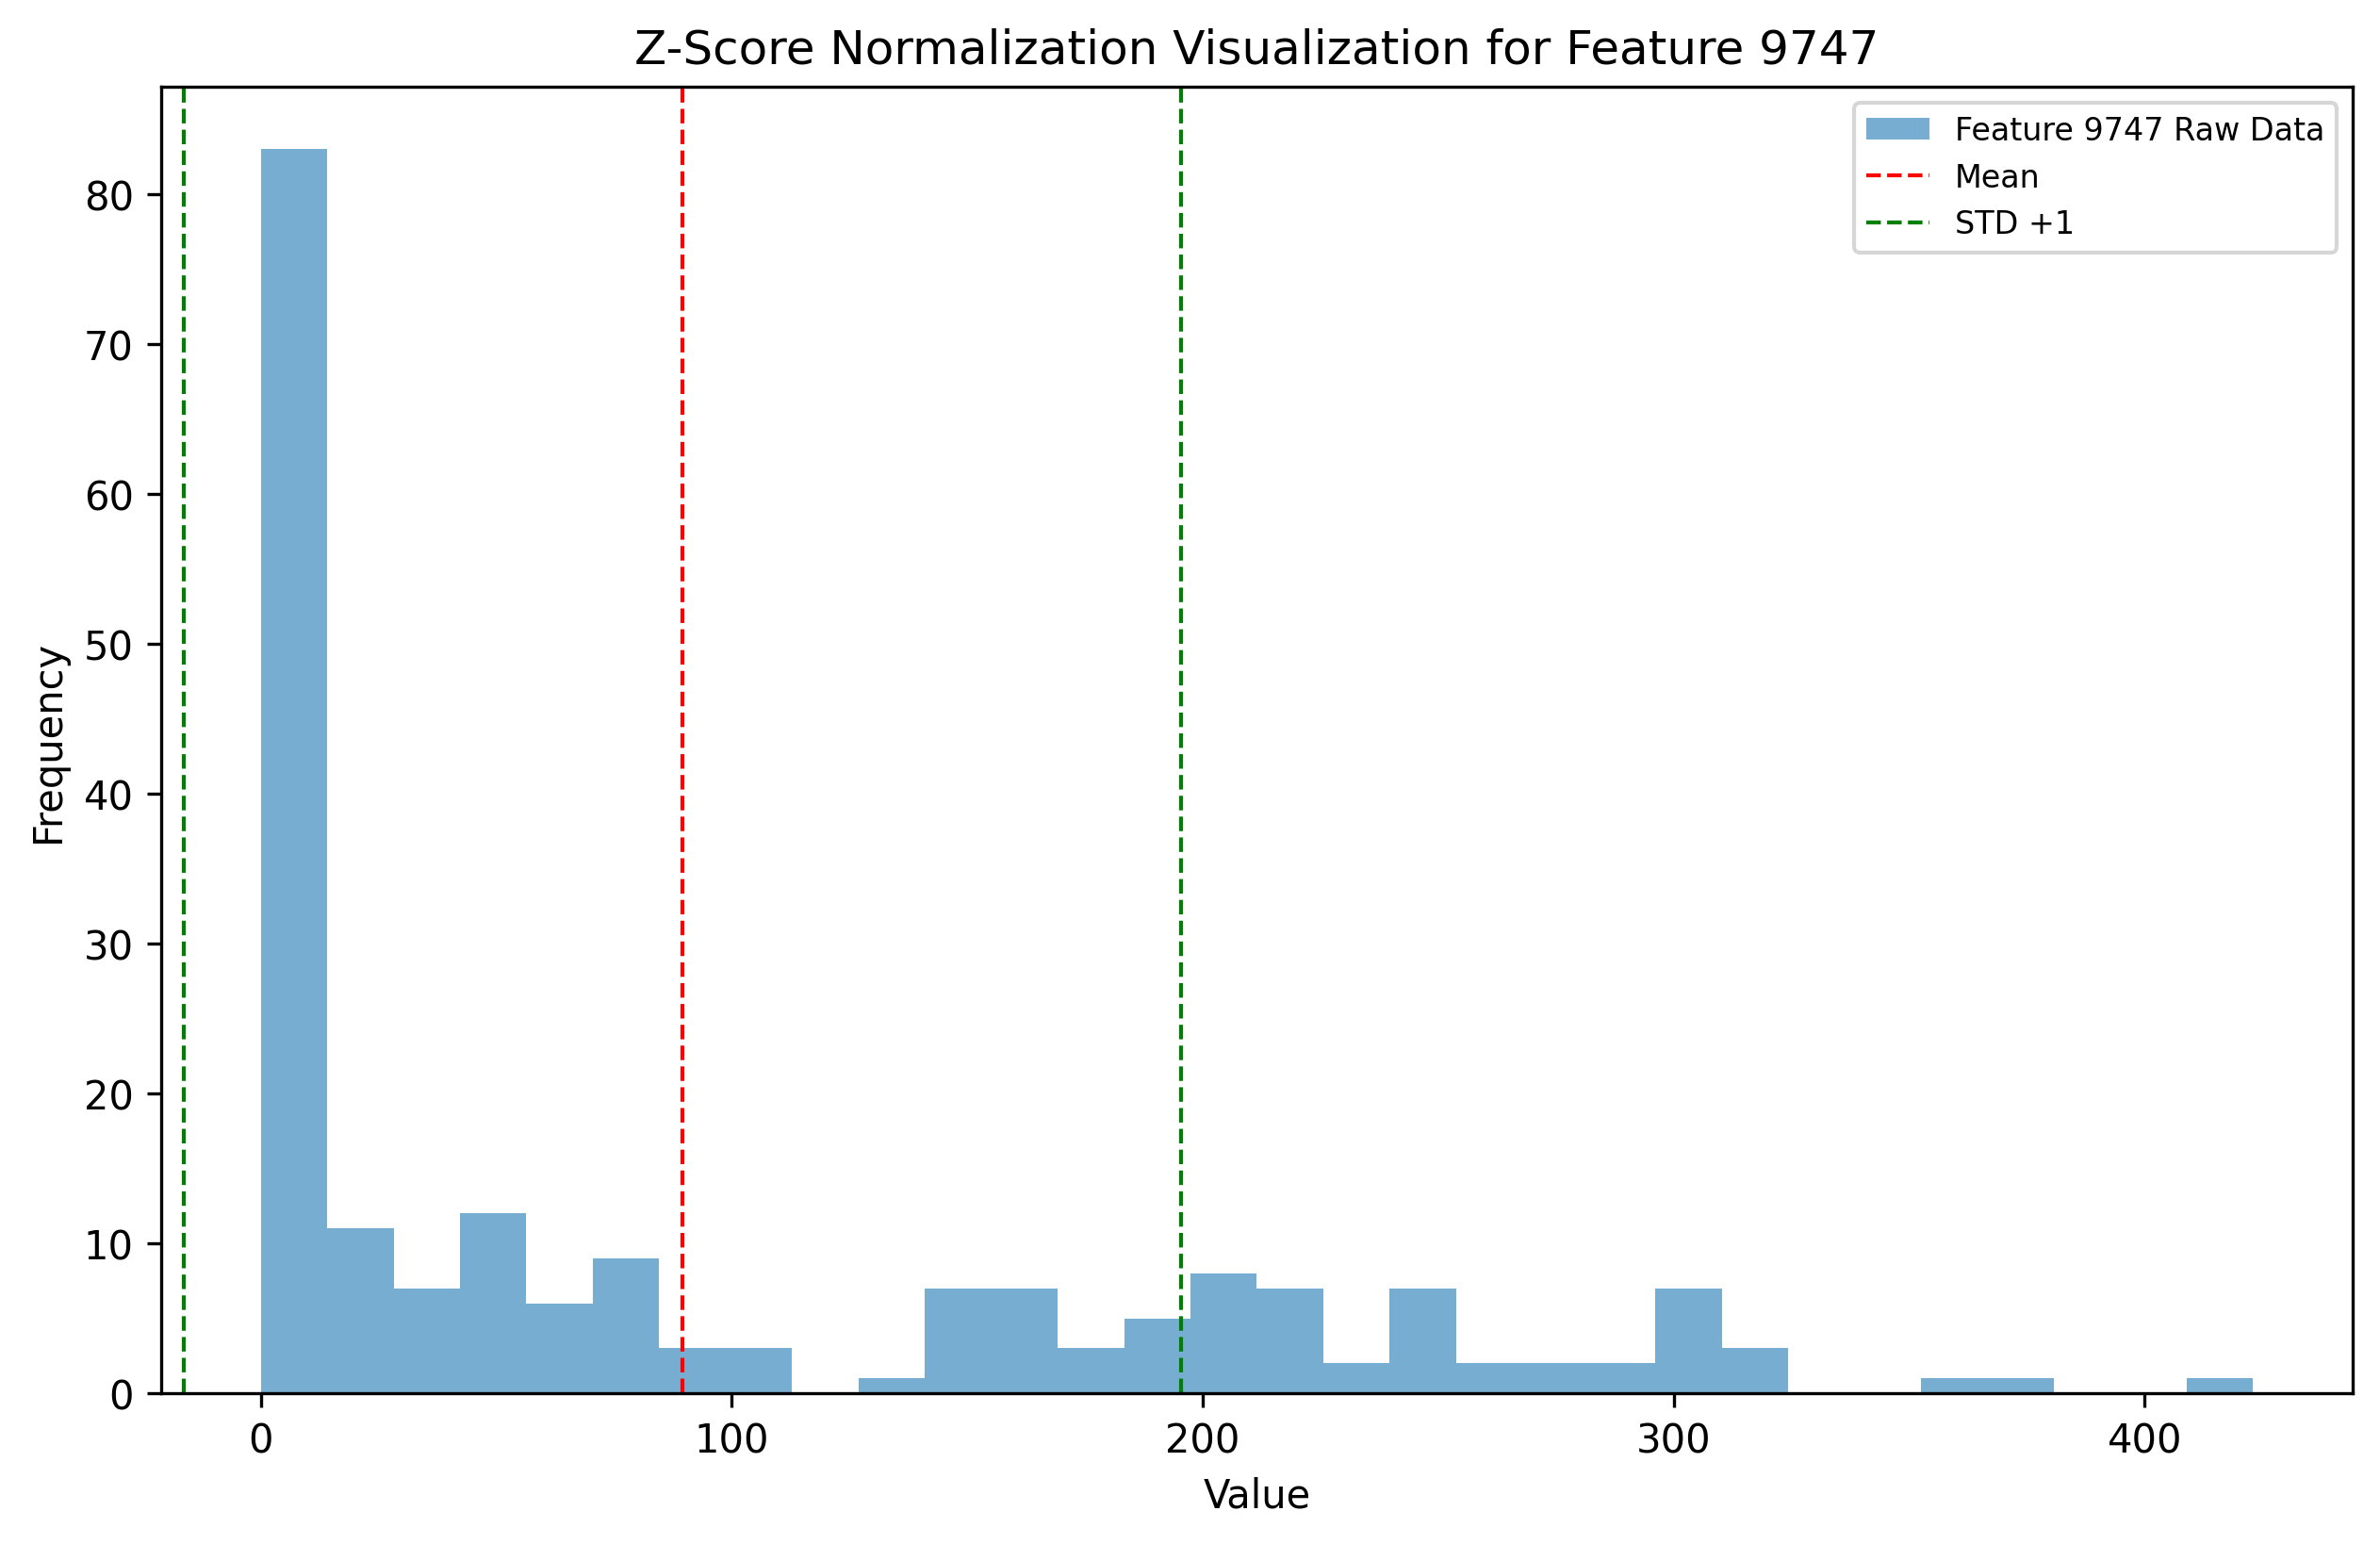 Z-Score Normalization Visualization for Feature 9747
Feature 9747 Raw Data
Mean
STD +1
Frequency
80
70
60
50
40
30
20
10
0
0 100 200 300 400
Value